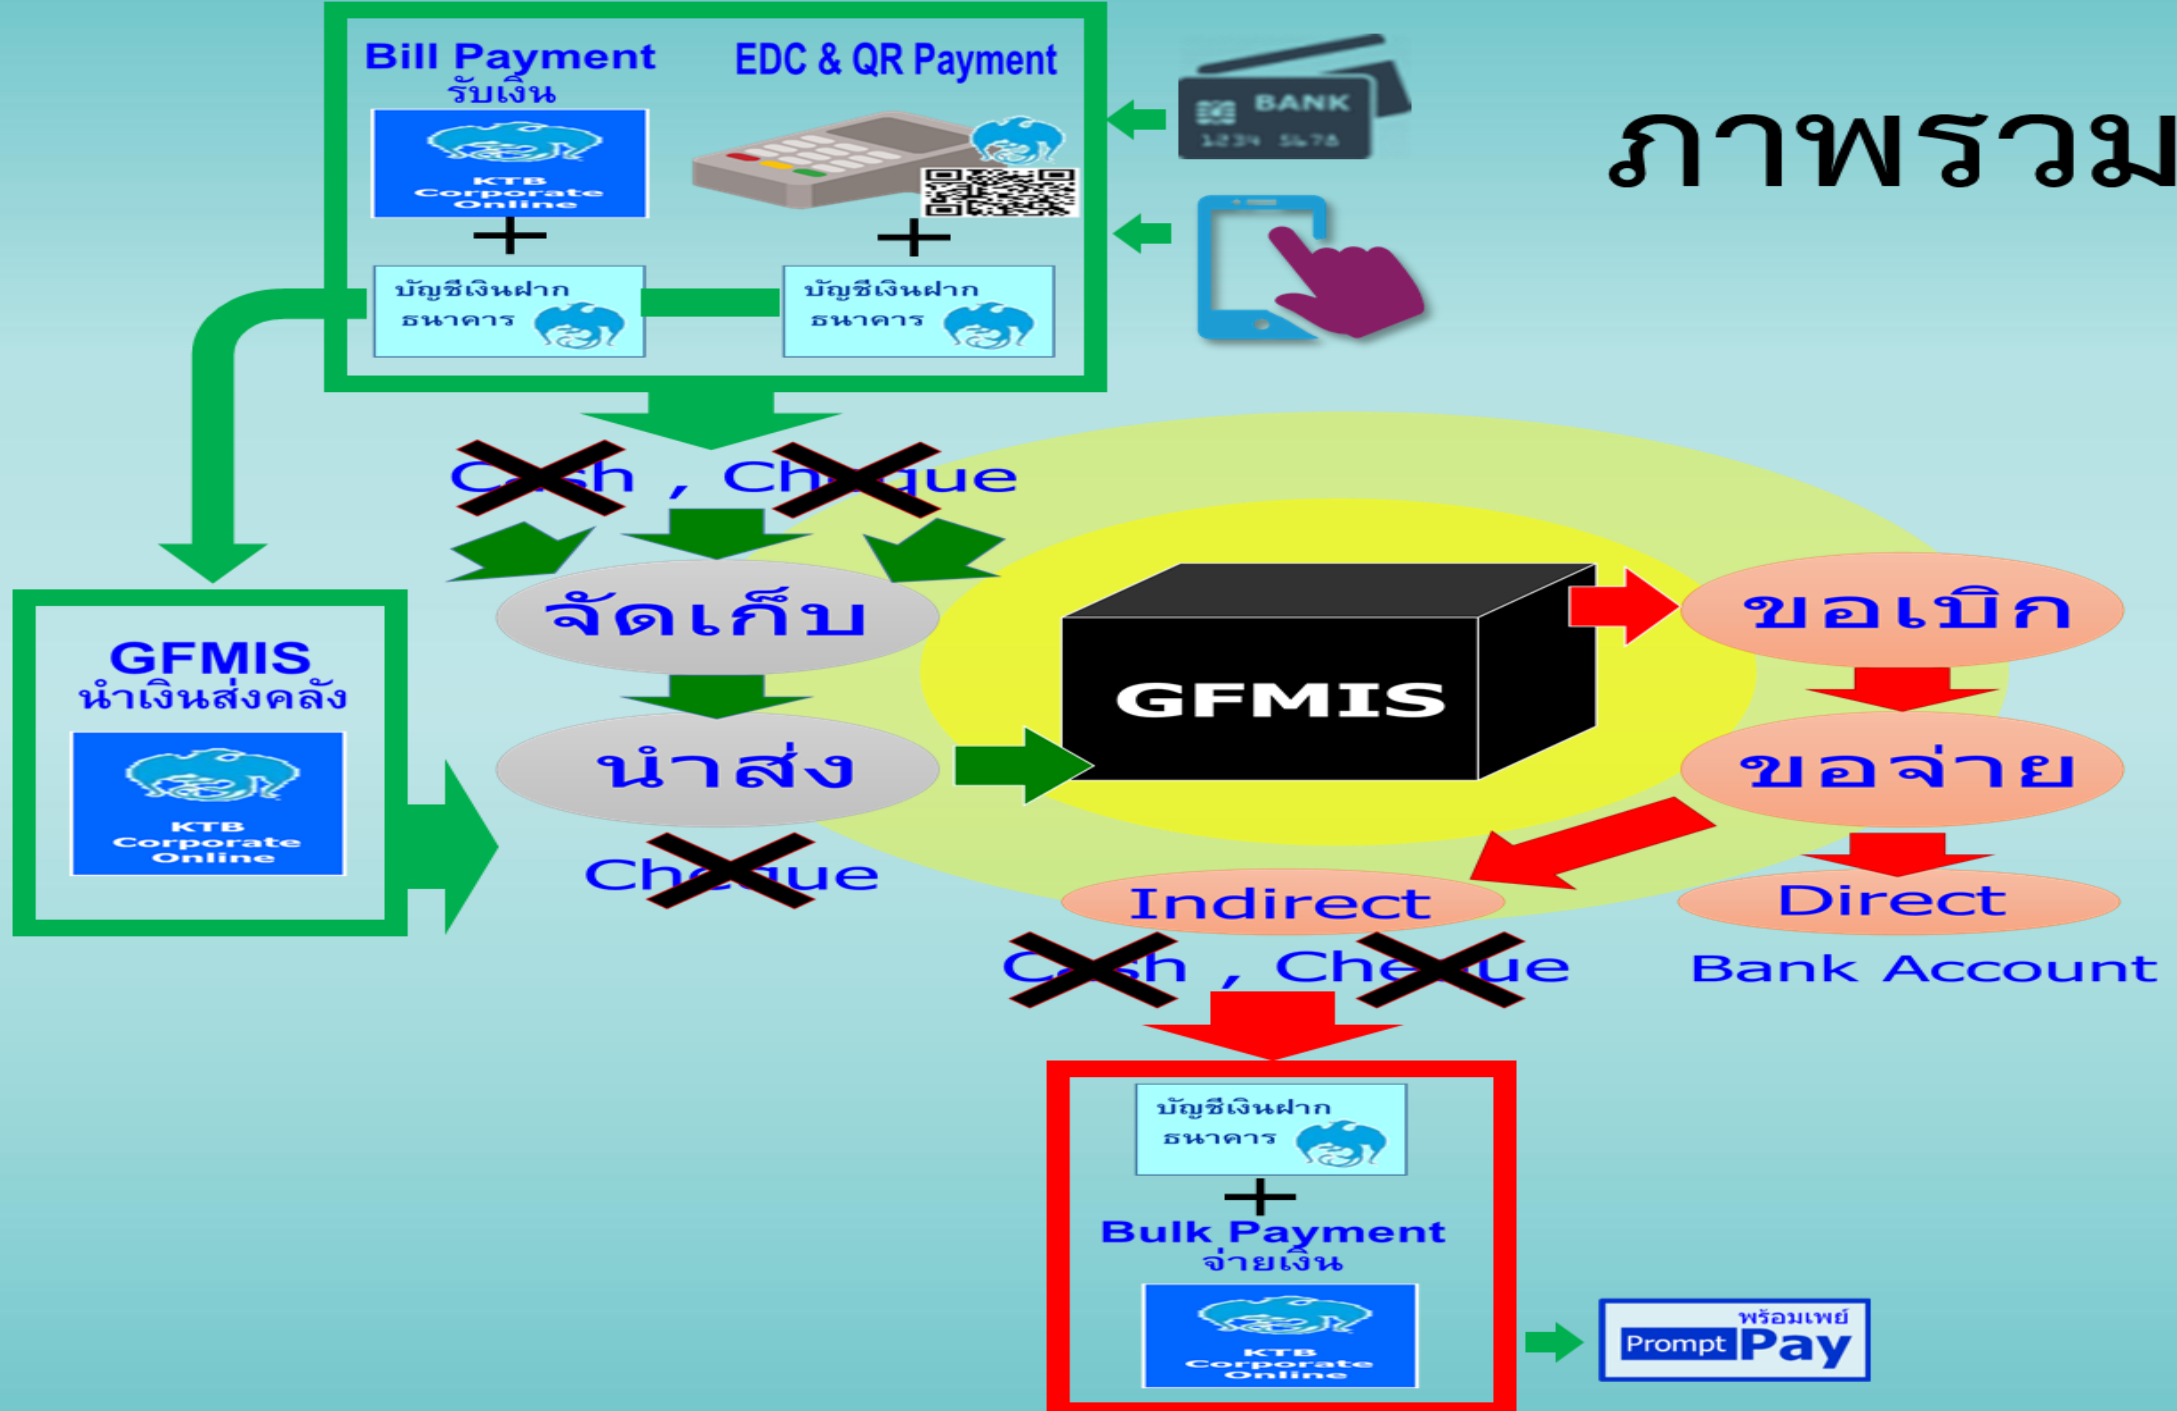 Bill Payment
รับเงิน
KTB
Corporate
Online
EDC & QR Payment
BANK
1234 5678
ภาพรวม
บัญชีเงินฝาก
ธนาคาร
บัญชีเงินฝาก
ธนาคาร
Cash , Cheque
จัดเก็บ
นำส่ง
Cheque
GFMIS
นำเงินส่งคลัง
KTB
Corporate
Online
GFMIS
ขอเบิก
ขอจ่าย
Indirect
Direct
Cash , Cheque
Bank Account
บัญชีเงินฝาก
ธนาคาร
Bulk Payment
จ่ายเงิน
KTB
Corporate
Online
พร้อมเพย์
Prompt Pay